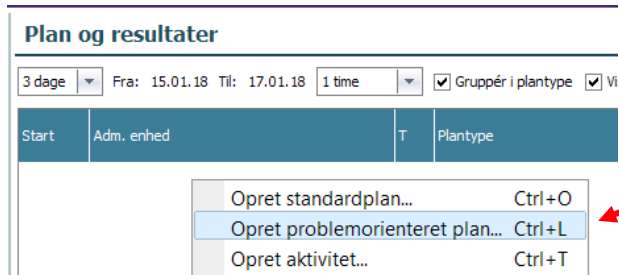 Plan og resultater
3 dage Fra: 15.01.18 Til: 17.01.18 1 time Gruppér i plantype Vi
Start Adm. enhed T Plantype
Opret standardplan... Ctrl+O
Opret problemorienteret plan... Ctrl+L
Opret aktivitet... Ctrl+T